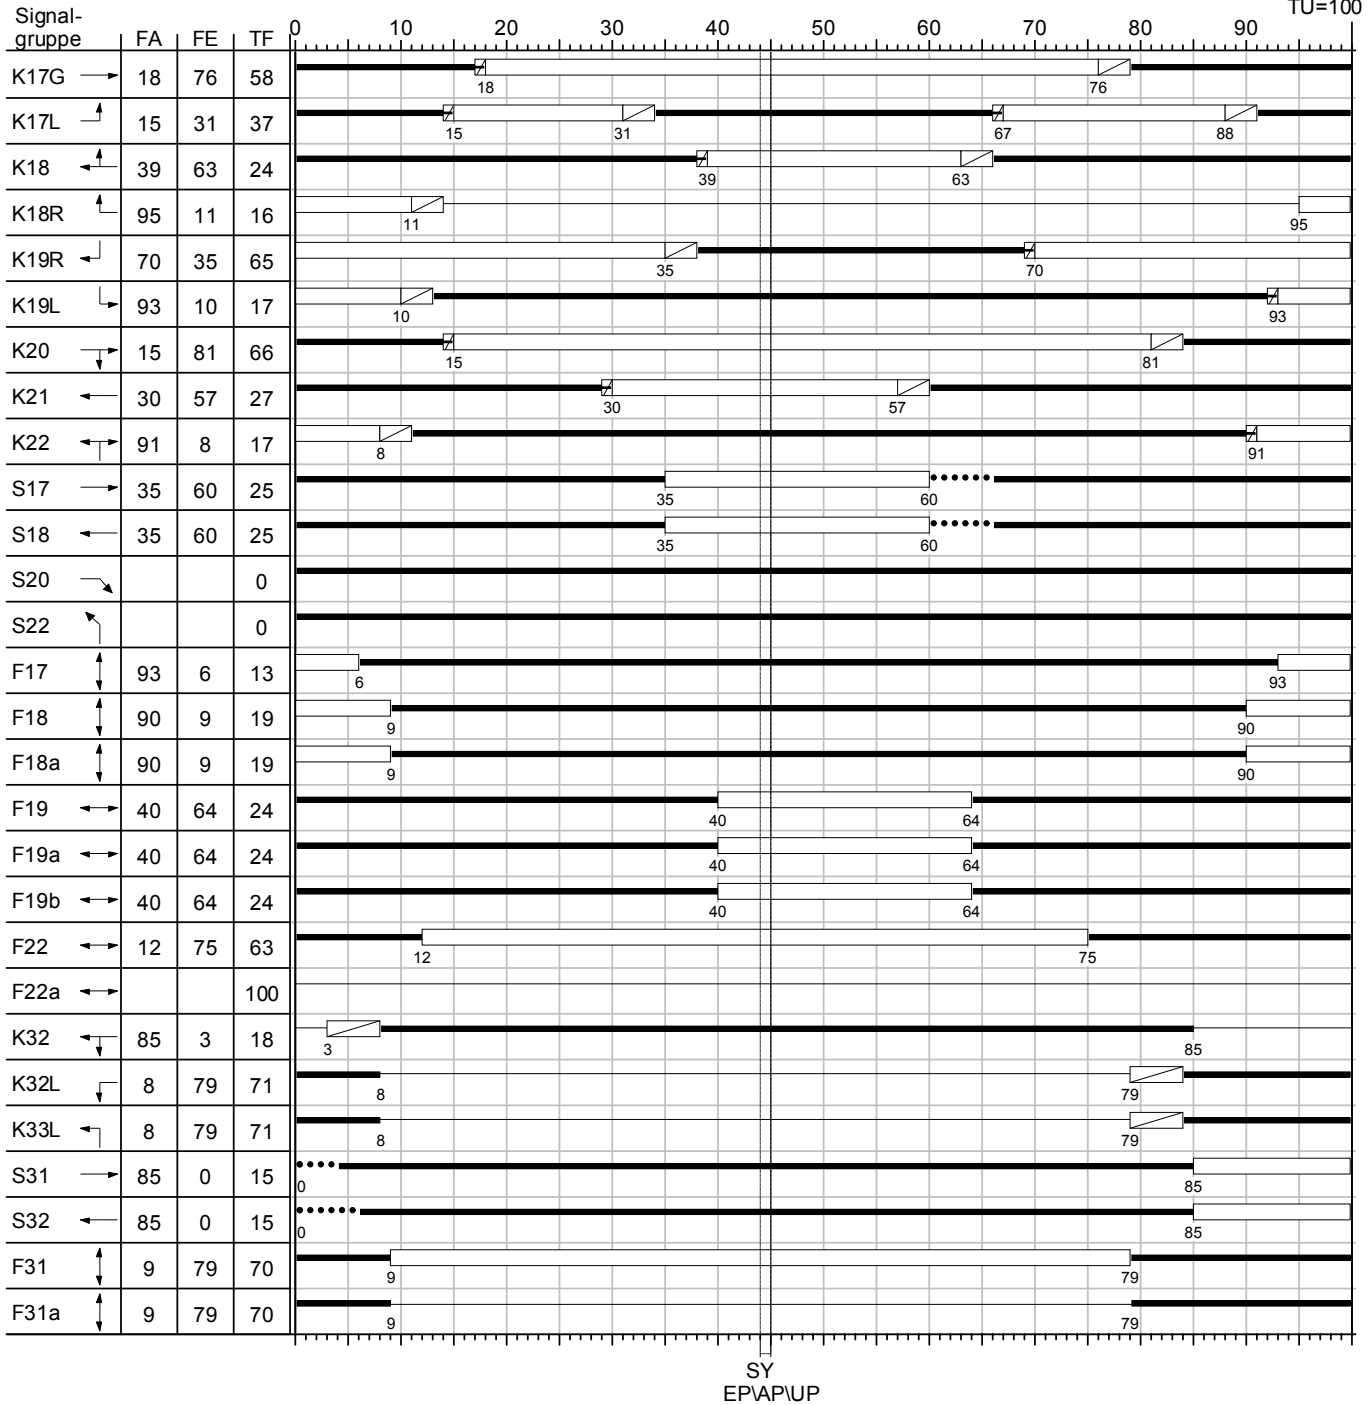 TU=100
Signal-
gruppe FA FE TF 0 10 20 30 40 50 60 70 80 90
K17G 18 76 58
18 76
K17L 15 31 37
15 31 67 88
K18 39 63 24
39 63
K18R 95 11 16
11 95
K19R 70 35 65
35 70
K19L 93 10 17
10 93
K20 15 81 66
15 81
K21 30 57 27
30 57
K22 91 8 17
8 91
S17 35 60 25
35 60
S18 35 60 25
35 60
S20 0
S22 0
F17 93 6 13
6 93
F18 90 9 19
9 90
F18a 90 9 19
9 90
F19 40 64 24
40 64
F19a 40 64 24
40 64
F19b 40 64 24
40 64
F22 12 75 63
12 75
F22a 100
K32 85 3 18
3 85
K32L 8 79 71
8 79
K33L 8 79 71
8 79
S31 85 0 15
0 85
S32 85 0 15
0 85
F31 9 79 70
9 79
F31a 9 79 70
9 79
SY
EP\AP\UP